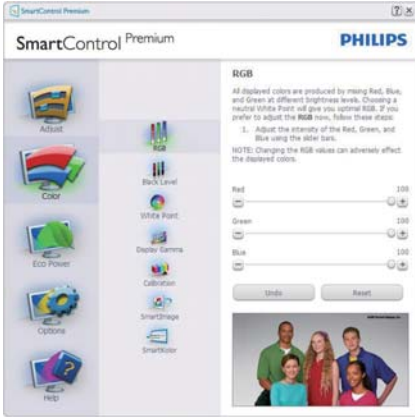 SmartControl Premium
SmartControl Premium
PHILIPS
Adjust
Color
Eco Power
Options
Help
RGB
Black Level
White Point
Display Gamma
Calibration
SmartImage
SmartKolor
RGB
All displayed colors are produced by mixing Red, Blue,
and Green at different brightness levels. Choosing a
neutral White Point will give you optimal RGB. If you
prefer to adjust the RGB now, follow these steps:
1. Adjust the intensity of the Red, Green, and
Blue using the slider bars.
NOTE: Changing the RGB values can adversely effect
the displayed colors.
Red 100
Green 100
Blue 100
Undo Reset